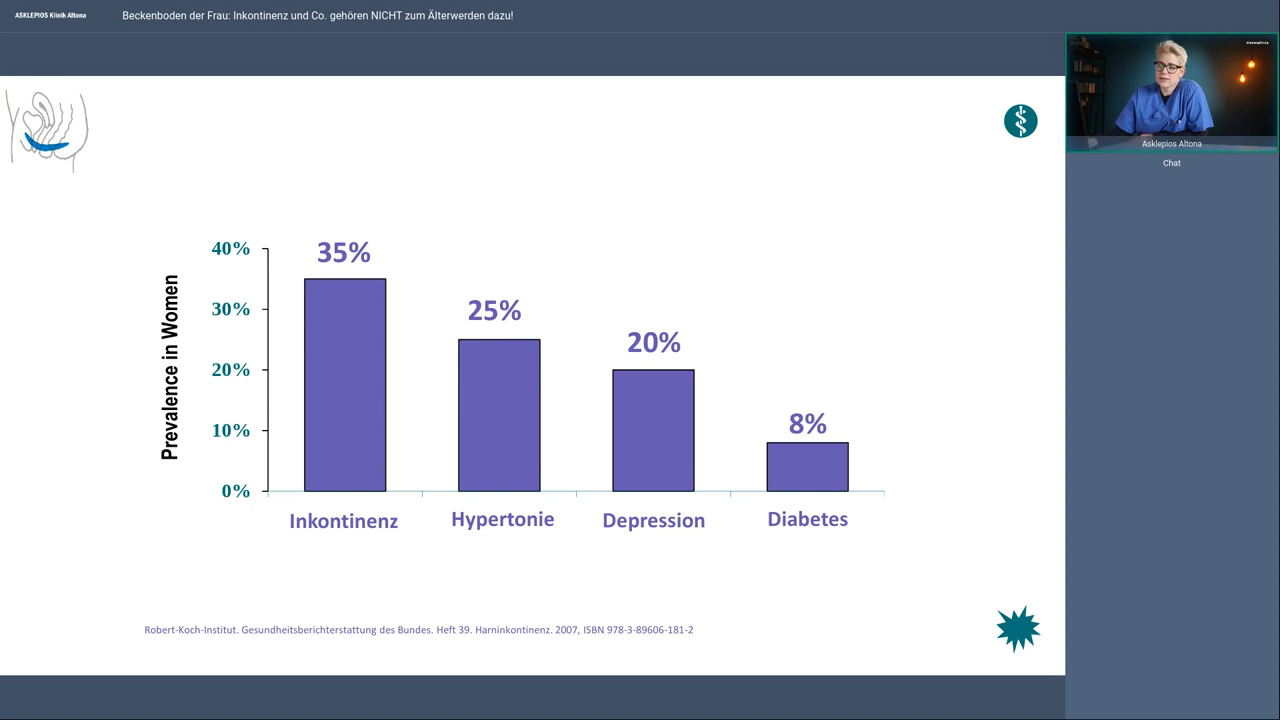 ASKLEPIOS Klinik Altona
Beckenboden der Frau: Inkontinenz und Co. gehören NICHT zum Älterwerden dazu!
Asklepios Altona
Chat
Prevalence in Women
40%
30%
20%
10%
0%
35%
25%
20%
8%
Inkontinenz
Hypertonie
Depression
Diabetes
Robert-Koch-Institut. Gesundheitsberichterstattung des Bundes. Heft 39. Harninkontinenz. 2007, ISBN 978-3-89606-181-2